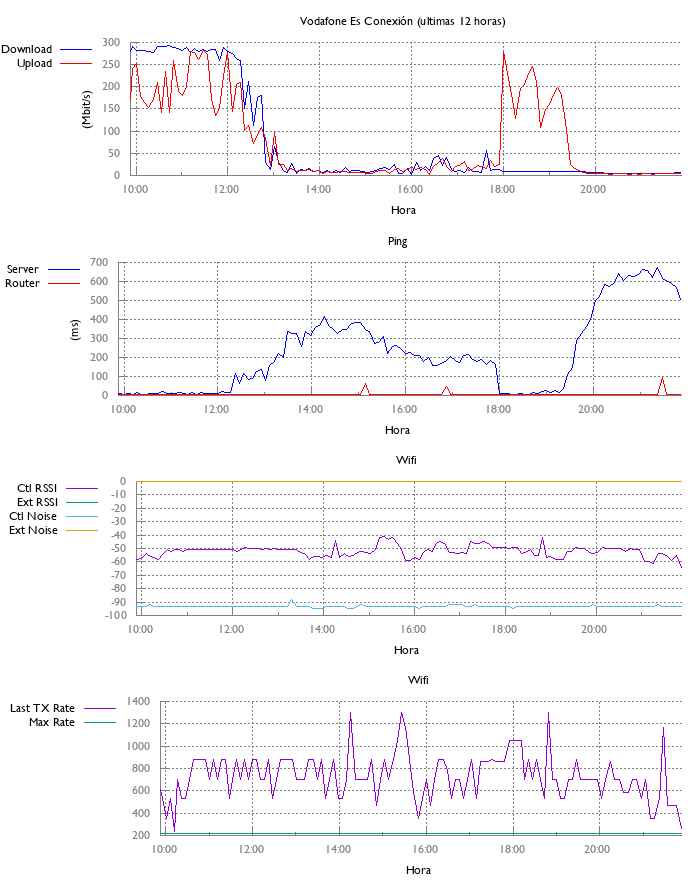 Vodafone Es Conexión (ultimas 12 horas)
Download
Upload
(Mbit/s)
300
250
200
150
100
50
0
10:00 12:00 14:00 16:00 18:00 20:00
Hora
Ping
Server
Router
(ms)
700
600
500
400
300
200
100
0
10:00 12:00 14:00 16:00 18:00 20:00
Hora
Wifi
Ctl RSSI
Ext RSSI
Ctl Noise
Ext Noise
0
-10
-20
-30
-40
-50
-60
-70
-80
-90
-100
10:00 12:00 14:00 16:00 18:00 20:00
Hora
Wifi
Last TX Rate
Max Rate
1400
1200
1000
800
600
400
200
10:00 12:00 14:00 16:00 18:00 20:00
Hora